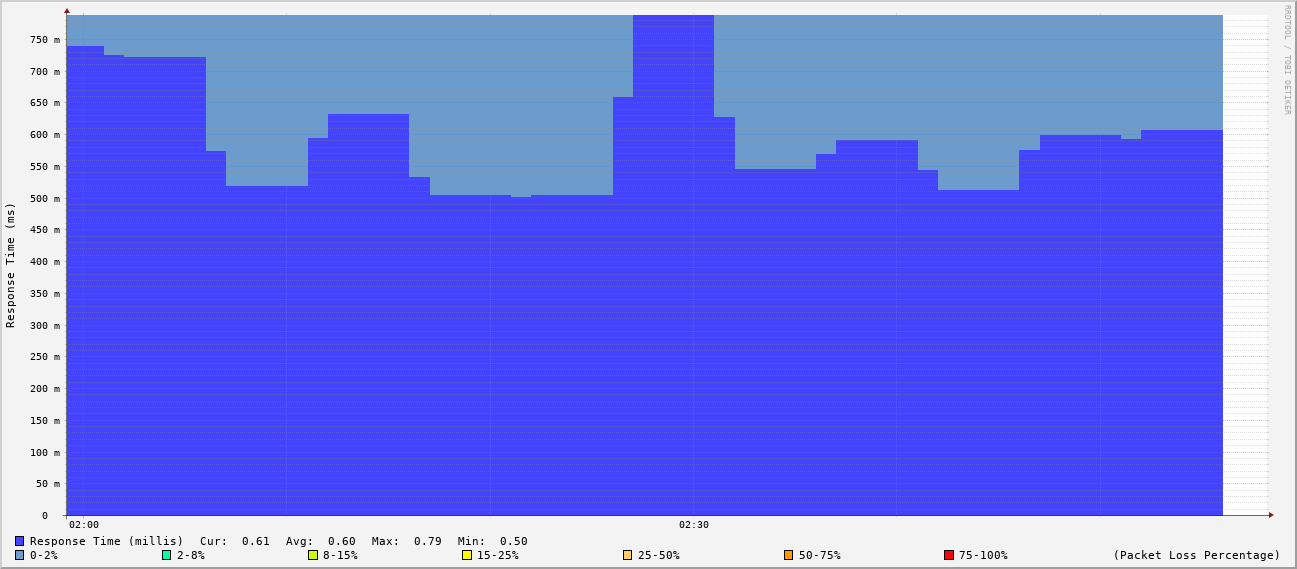 RRDTOOL / TOBI OETIKER
Response Time (ms)
750 m
700 m
650 m
600 m
550 m
500 m
450 m
400 m
350 m
300 m
250 m
200 m
150 m
100 m
50 m
0
02:00 02:30
Response Time (millis) Cur: 0.61 Avg: 0.60 Max: 0.79 Min: 0.50
0-2% 2-8% 8-15% 15-25% 25-50% 50-75% 75-100% (Packet Loss Percentage)